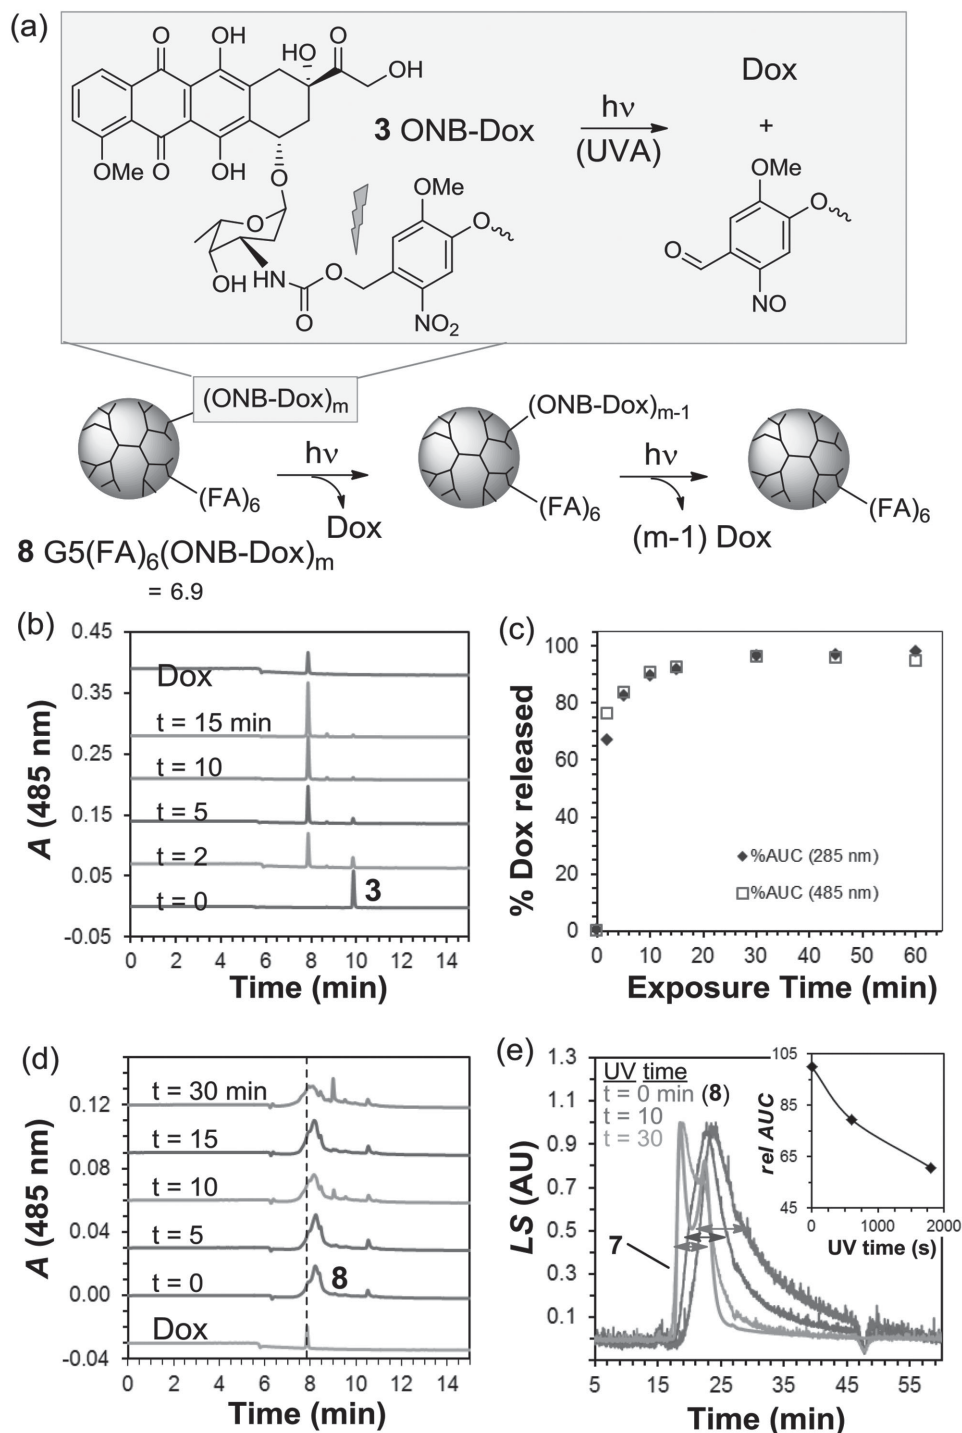 (a)
O OH HO O OH
OMe O OH
3 ONB-Dox
hν
(UVA)
Dox
+
O
OMe
O
OH HN O
O
OMe
O
NO2
OMe
O
O
NO
(ONB-Dox)m
(FA)6
hν
Dox
(ONB-Dox)m-1
(FA)6
hν
(m-1) Dox
(FA)6
8 G5(FA)6(ONB-Dox)m
= 6.9
(b)
A (485 nm)
0.45
0.35
0.25
0.15
0.05
-0.05
Dox
t = 15 min
t = 10
t = 5
t = 2
t = 0
3
0 2 4 6 8 10 12 14
Time (min)
(c)
% Dox released
100
80
60
40
20
0
%AUC (285 nm)
%AUC (485 nm)
0 10 20 30 40 50 60
Exposure Time (min)
(d)
A (485 nm)
0.12
0.08
0.04
0.00
-0.04
t = 30 min
t = 15
t = 10
t = 5
t = 0
8
Dox
0 2 4 6 8 10 12 14
Time (min)
(e)
LS (AU)
1.3
1.1
0.9
0.7
0.5
0.3
0.1
UV time
t = 0 min (8)
t = 10
t = 30
7
5 15 25 35 45 55
Time (min)
rel AUC
105
85
65
45
0 1000 2000
UV time (s)